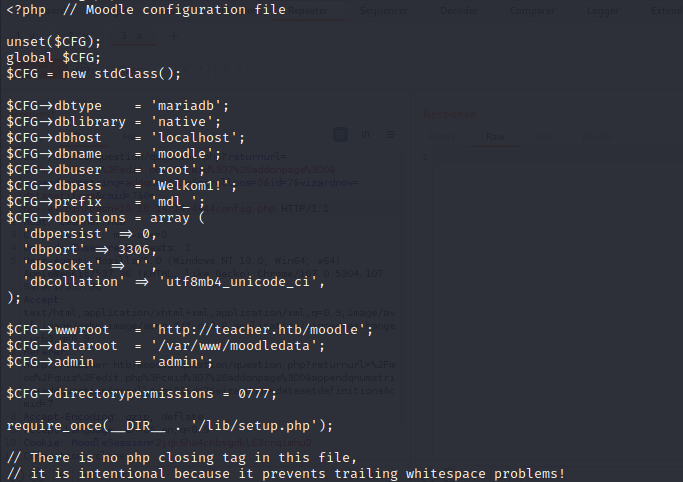 <?php  // Moodle configuration file

unset($CFG);
global $CFG;
$CFG = new stdClass();

$CFG->dbtype    = 'mariadb';
$CFG->dblibrary = 'native';
$CFG->dbhost    = 'localhost';
$CFG->dbname    = 'moodle';
$CFG->dbuser    = 'root';
$CFG->dbpass    = 'Welkom1!';
$CFG->prefix    = 'mdl_';
$CFG->dboptions = array (
  'dbpersist' => 0,
  'dbport' => 3306,
  'dbsocket' => '',
  'dbcollation' => 'utf8mb4_unicode_ci',
);

$CFG->wwwroot   = 'http://teacher.htb/moodle';
$CFG->dataroot  = '/var/www/moodledata';
$CFG->admin     = 'admin';

$CFG->directorypermissions = 0777;

require_once(__DIR__ . '/lib/setup.php');

// There is no php closing tag in this file,
// it is intentional because it prevents trailing whitespace problems!